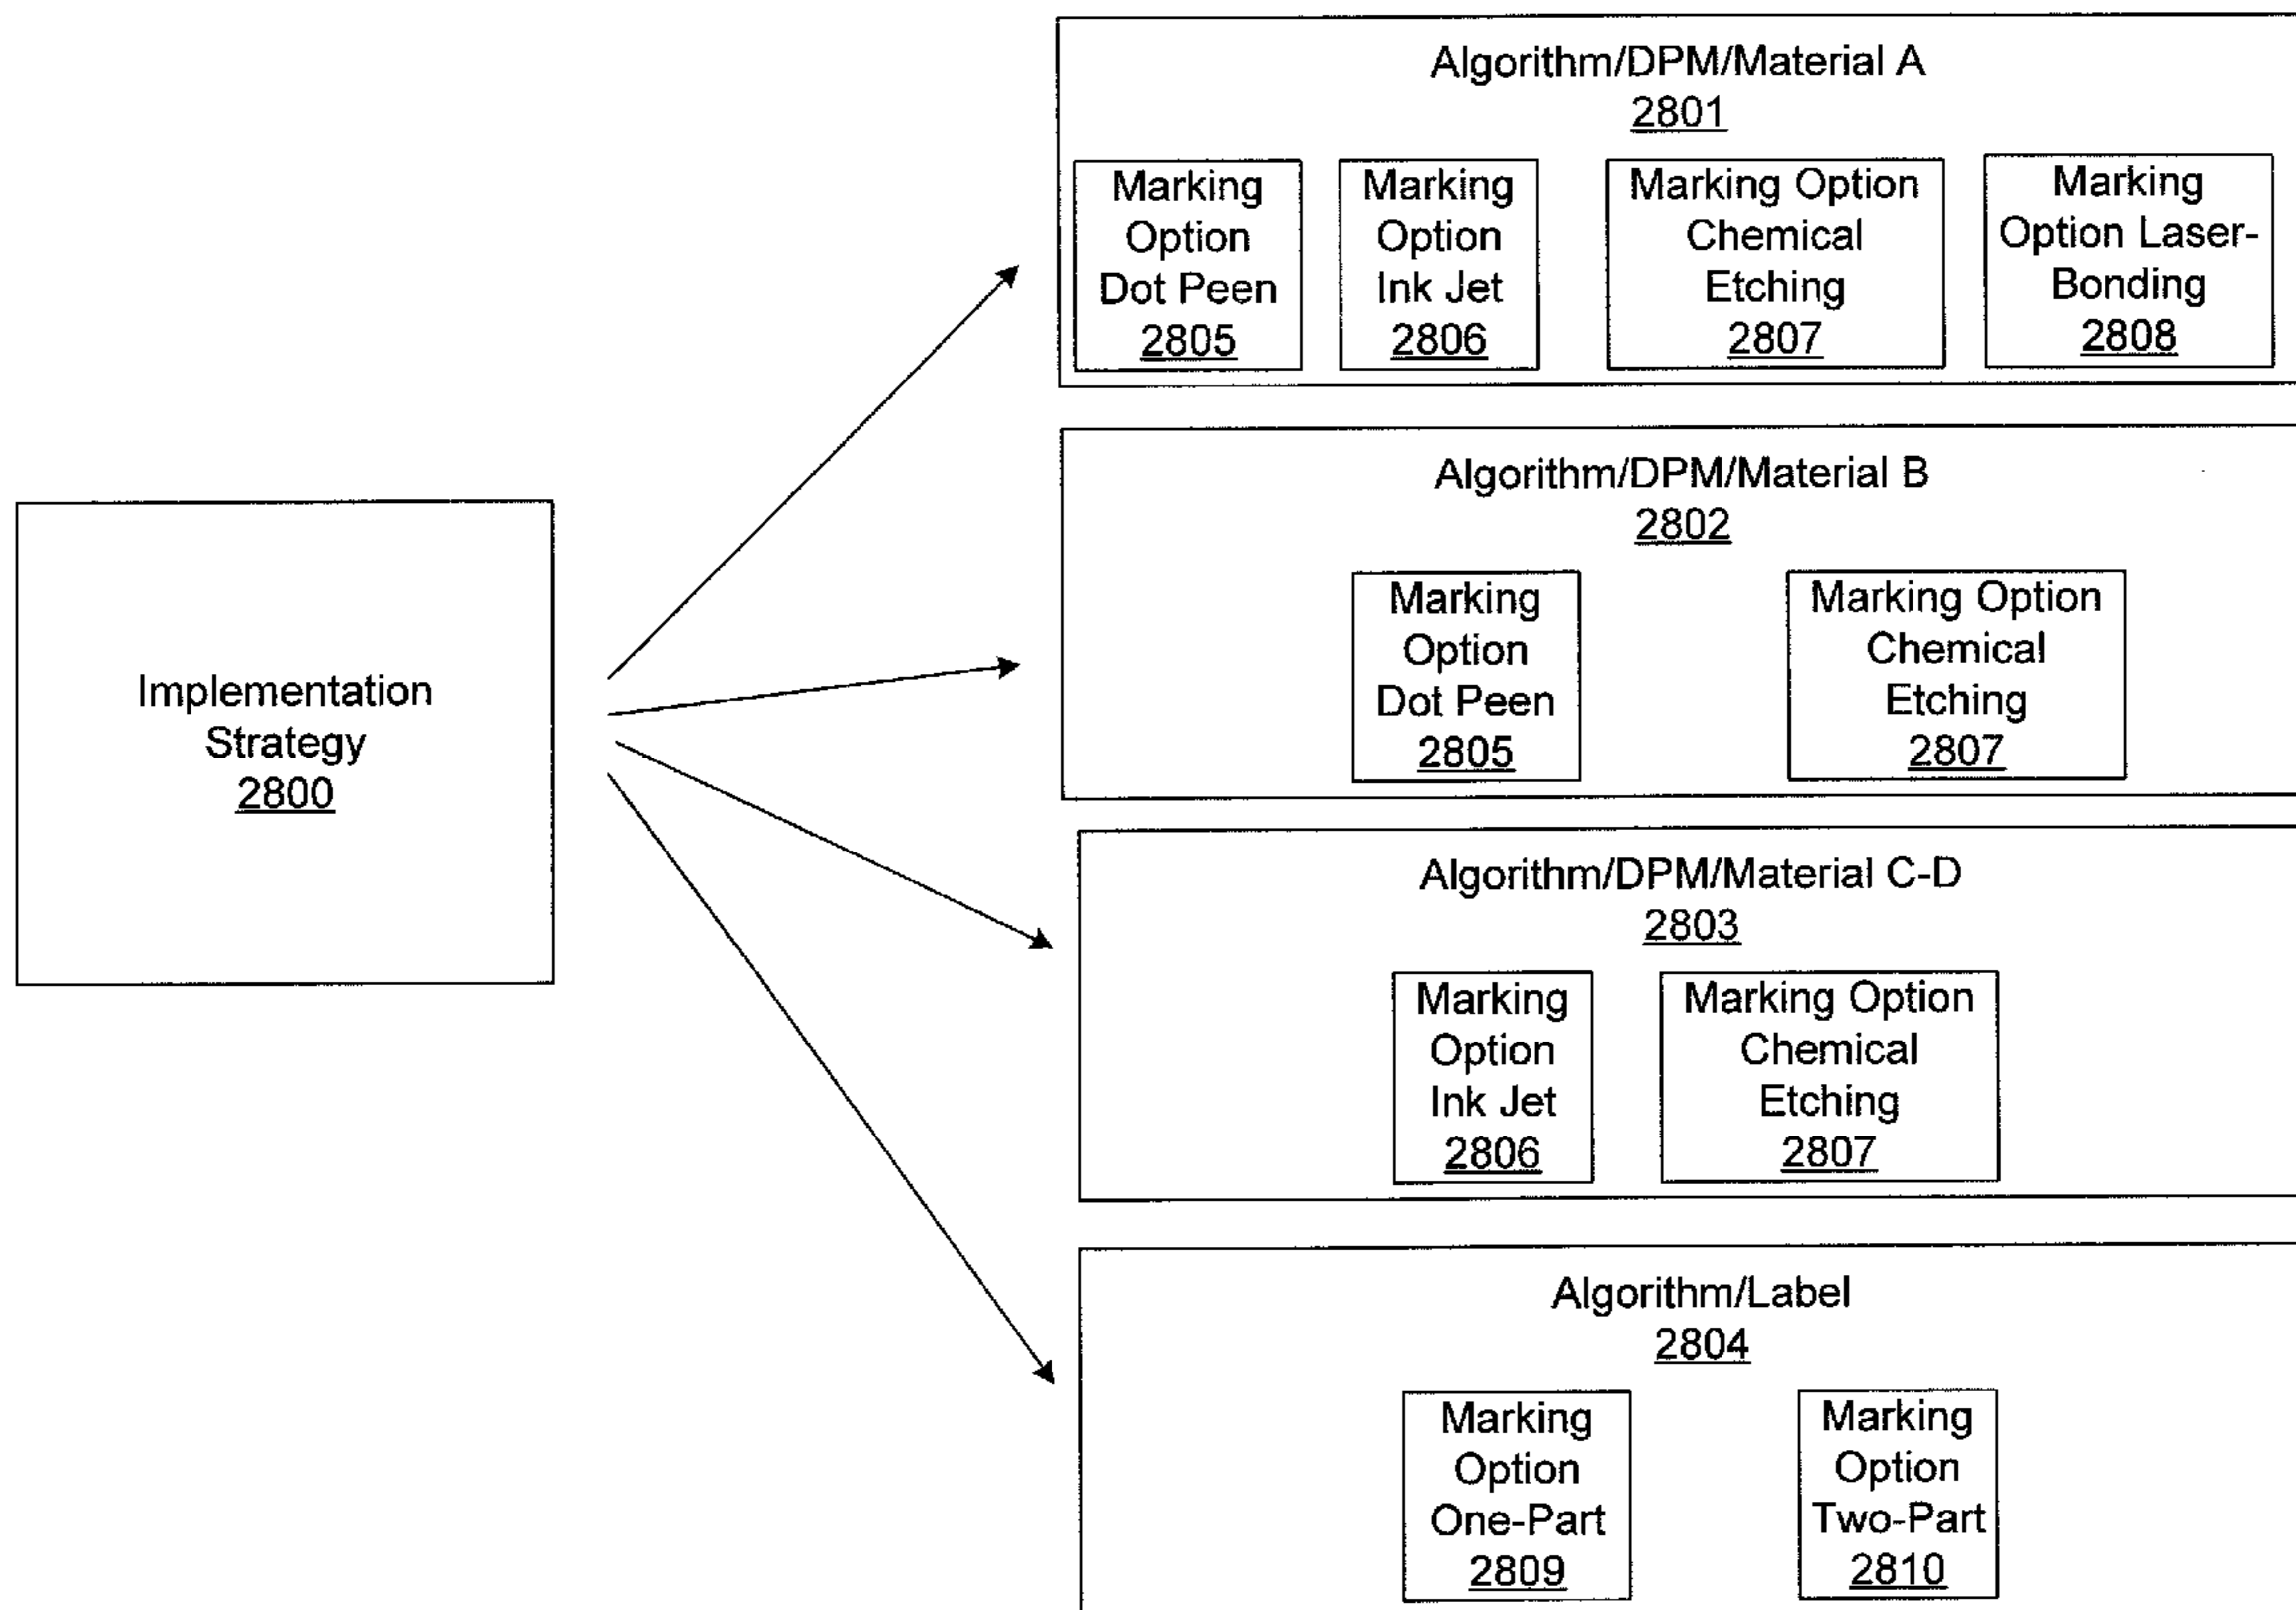 Algorithm/DPM/Material A
2801
Marking
Option
Dot Peen
2805
Marking
Option
Ink Jet
2806
Marking Option
Chemical
Etching
2807
Marking
Option Laser-
Bonding
2808
Algorithm/DPM/Material B
2802
Marking
Option
Dot Peen
2805
Marking Option
Chemical
Etching
2807
Implementation
Strategy
2800
Algorithm/DPM/Material C-D
2803
Marking
Option
Ink Jet
2806
Marking Option
Chemical
Etching
2807
Algorithm/Label
2804
Marking
Option
One-Part
2809
Marking
Option
Two-Part
2810